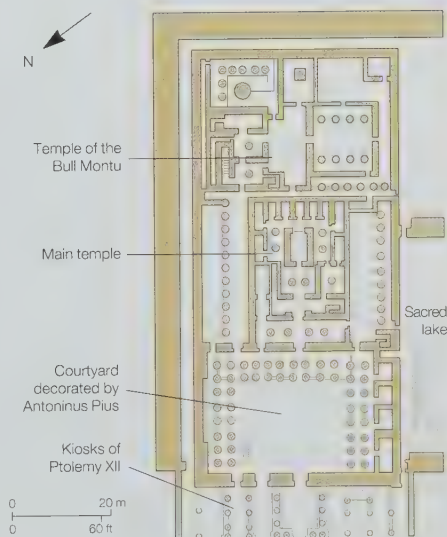 N
Temple of the
Bull Montu
Main temple
Sacred
lake
Courtyard
decorated by
Antoninus Pius
Kiosks of
Ptolemy XII
0 20 m
0 60 ft